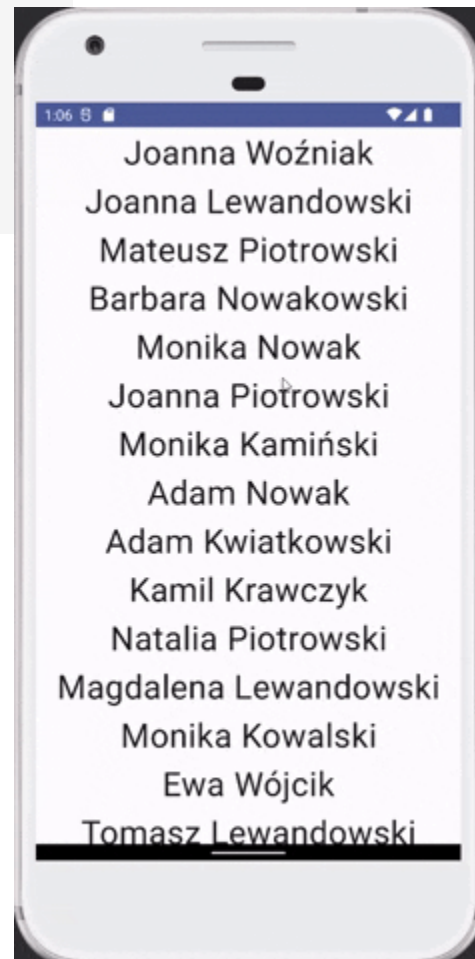 1:06
Joanna Woźniak
Joanna Lewandowski
Mateusz Piotrowski
Barbara Nowakowski
Monika Nowak
Joanna Piotrowski
Monika Kamiński
Adam Nowak
Adam Kwiatkowski
Kamil Krawczyk
Natalia Piotrowski
Magdalena Lewandowski
Monika Kowalski
Ewa Wójcik
Tomasz Lewandowski